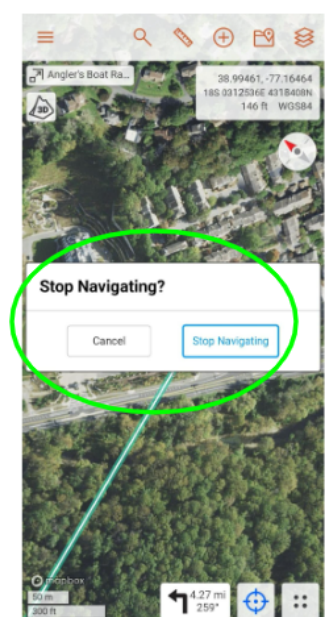 Angler's Boat Ra...
38.99461, -77.16464
18S 0312536E 4318408N
146 ft WGS84
3D
Stop Navigating?
Cancel
Stop Navigating
mapbox
50 m
300 ft
4.27 mi
259°